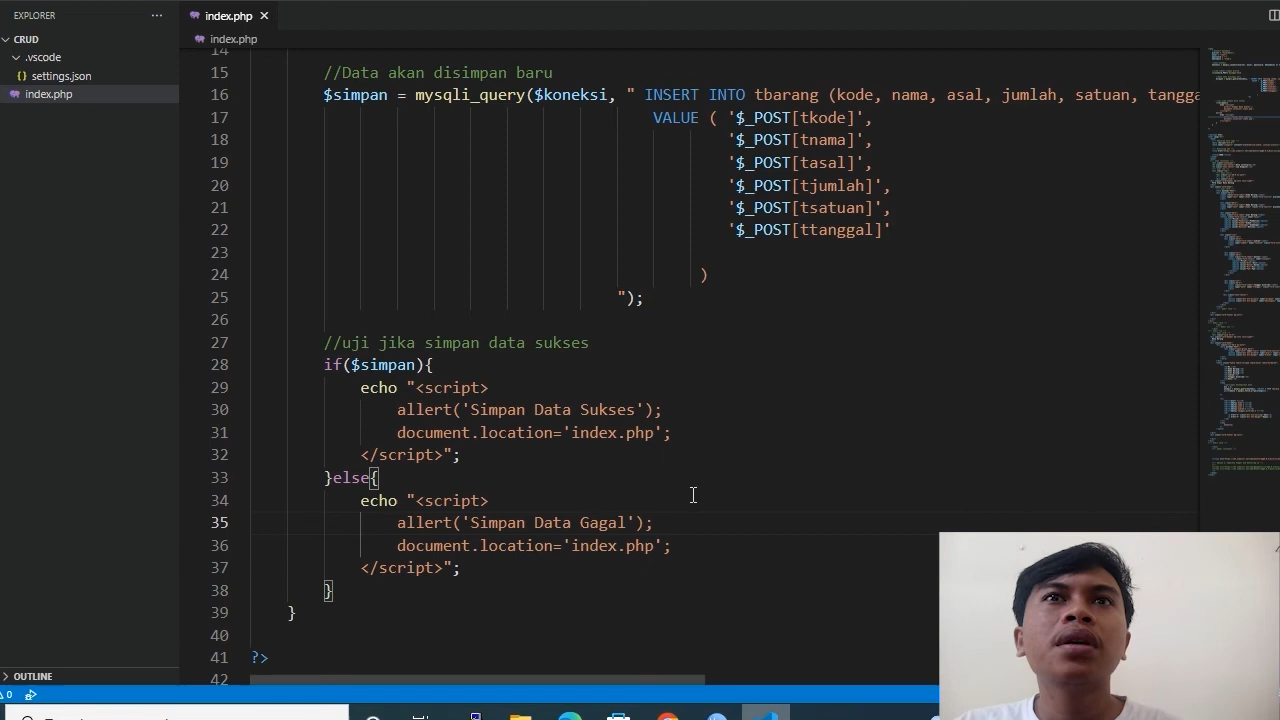 EXPLORER
index.php
CRUD
index.php
.vscode
settings.json
index.php
14
15 //Data akan disimpan baru
16 $simpan = mysqli_query($koneksi, " INSERT INTO tbarang (kode, nama, asal, jumlah, satuan, tangga
17 VALUE ( '$_POST[tkode]',
18 '$_POST[tnama]',
19 '$_POST[tasal]',
20 '$_POST[tjumlah]',
21 '$_POST[tsatuan]',
22 '$_POST[ttanggal]'
23
24 )
25 ");
26
27 //uji jika simpan data sukses
28 if($simpan){
29 echo "<script>
30 allert('Simpan Data Sukses');
31 document.location='index.php';
32 </script>";
33 }else{
34 echo "<script>
35 allert('Simpan Data Gagal');
36 document.location='index.php';
37 </script>";
38 }
39 }
40
41 ?>
42
OUTLINE
0